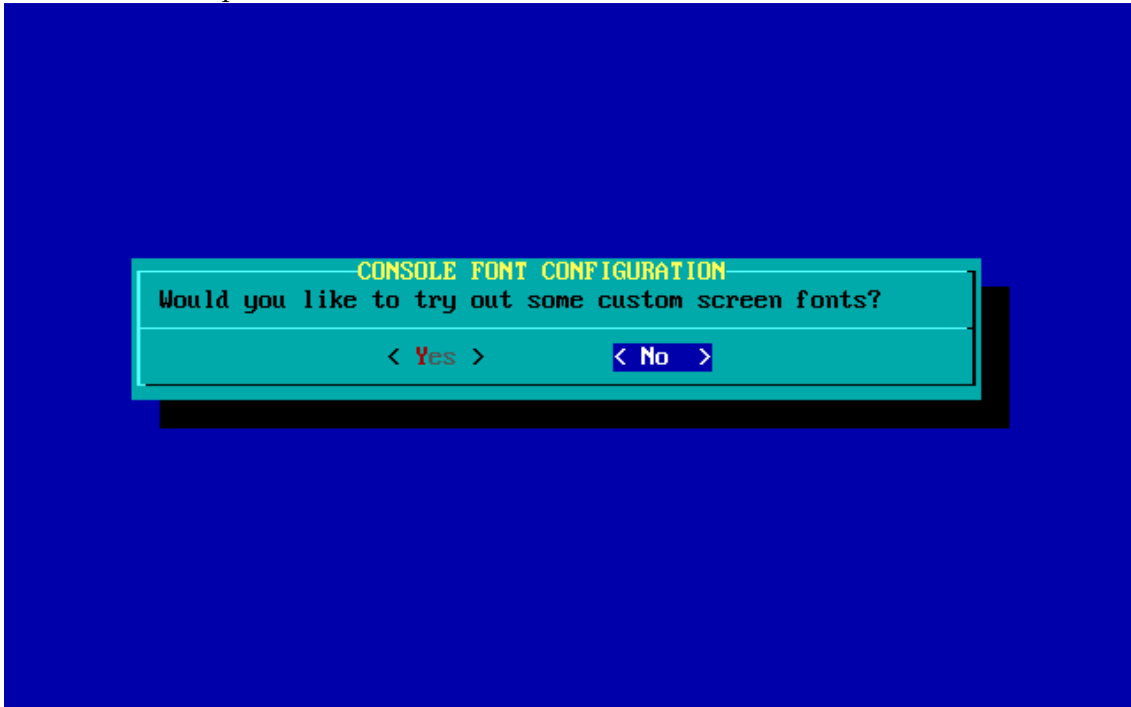 CONSOLE FONT CONFIGURATION
Would you like to try out some custom screen fonts?
< Yes > < No >